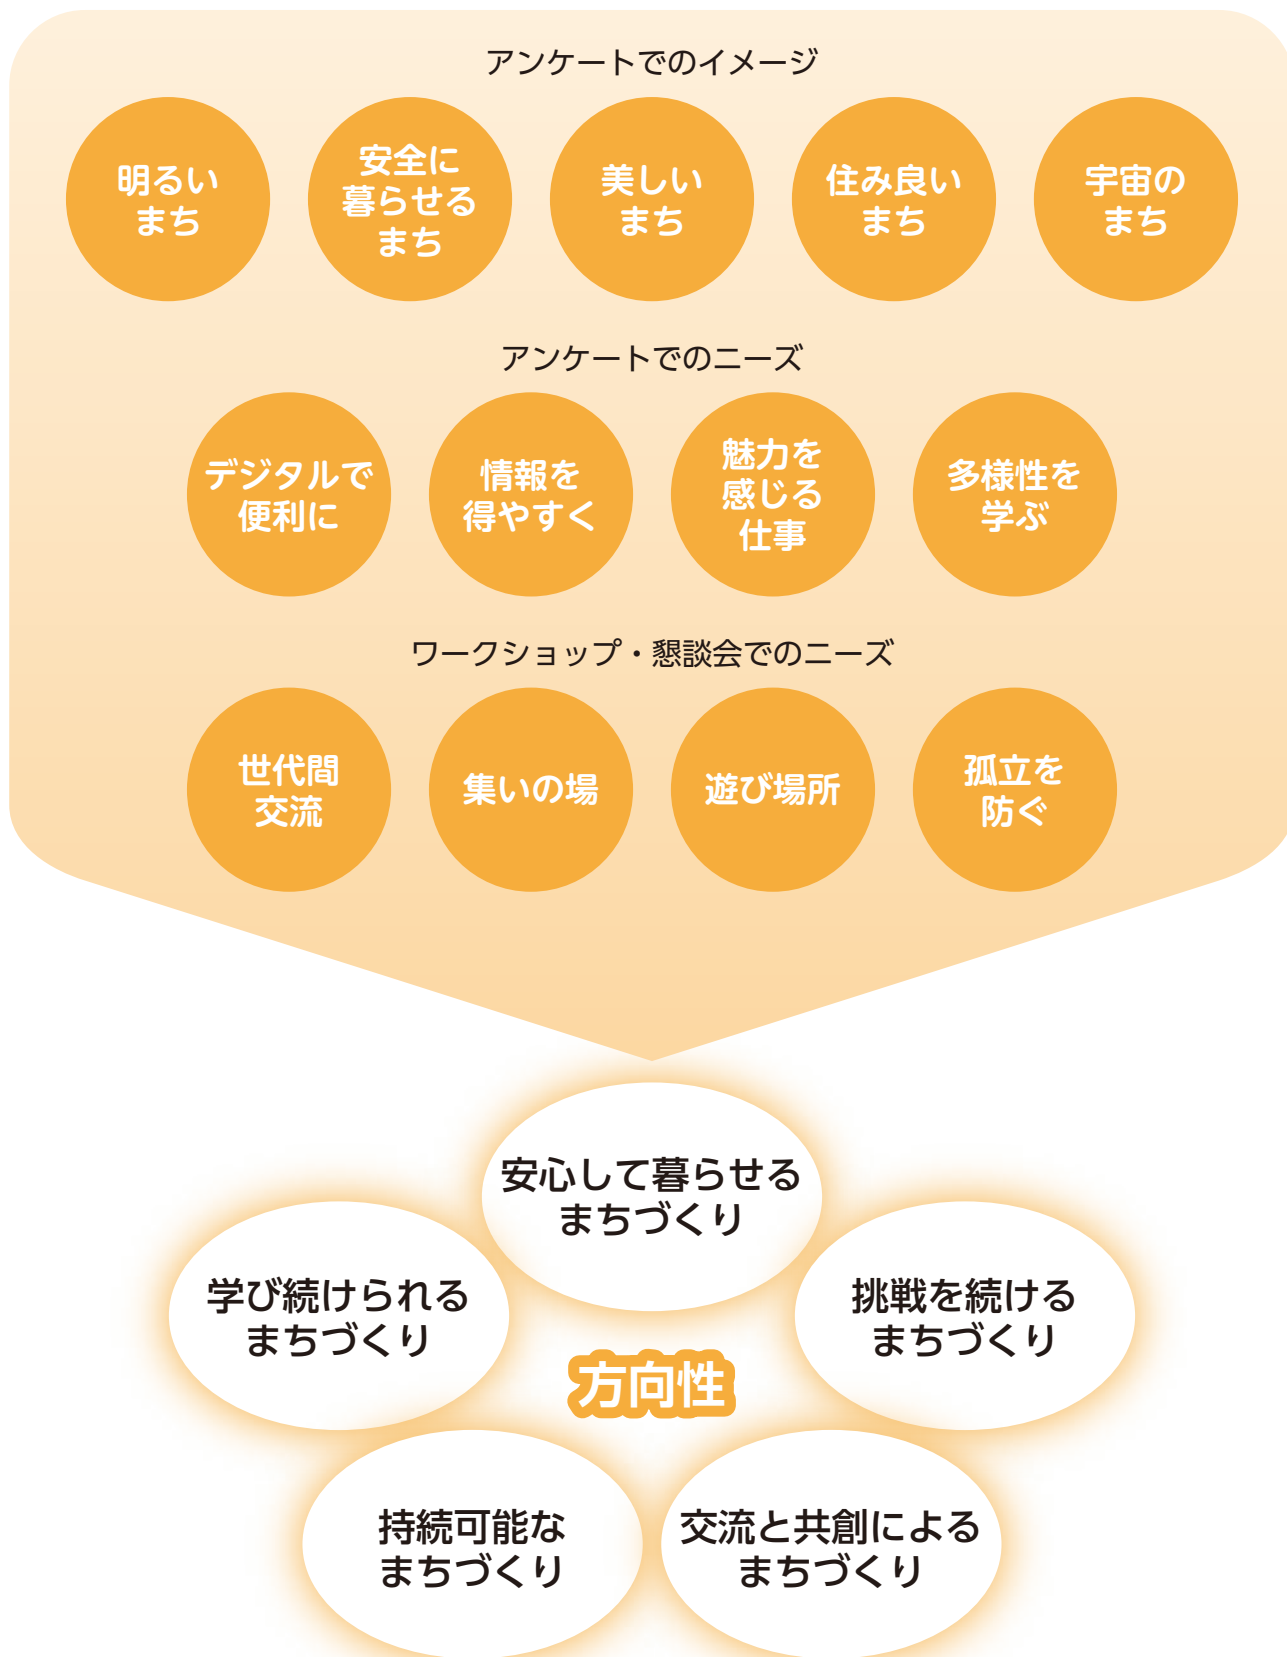 アンケートでのイメージ
明るい
まち
安全に
暮らせる
まち
美しい
まち
住み良い
まち
宇宙の
まち
アンケートでのニーズ
デジタルで
便利に
情報を
得やすく
魅力を
感じる
仕事
多様性を
学ぶ
ワークショップ・懇談会でのニーズ
世代間
交流
集いの場
遊び場所
孤立を
防ぐ
安心して暮らせる
まちづくり
学び続けられる
まちづくり
挑戦を続ける
まちづくり
方向性
持続可能な
まちづくり
交流と共創による
まちづくり